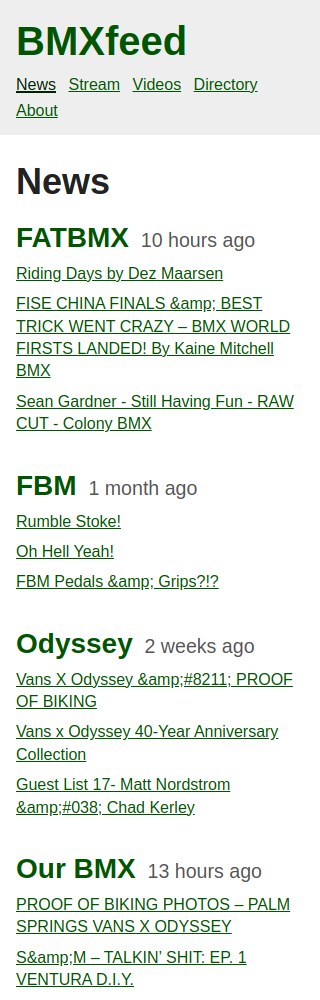 BMXfeed
News Stream Videos Directory
About
News
FATBMX 10 hours ago
Riding Days by Dez Maarsen
FISE CHINA FINALS &amp; BEST
TRICK WENT CRAZY – BMX WORLD
FIRSTS LANDED! By Kaine Mitchell
BMX
Sean Gardner - Still Having Fun - RAW
CUT - Colony BMX
FBM 1 month ago
Rumble Stoke!
Oh Hell Yeah!
FBM Pedals &amp; Grips?!?
Odyssey 2 weeks ago
Vans X Odyssey &amp;#8211; PROOF
OF BIKING
Vans x Odyssey 40-Year Anniversary
Collection
Guest List 17- Matt Nordstrom
&amp;#038; Chad Kerley
Our BMX 13 hours ago
PROOF OF BIKING PHOTOS – PALM
SPRINGS VANS X ODYSSEY
S&amp;M – TALKIN’ SHIT: EP. 1
VENTURA D.I.Y.